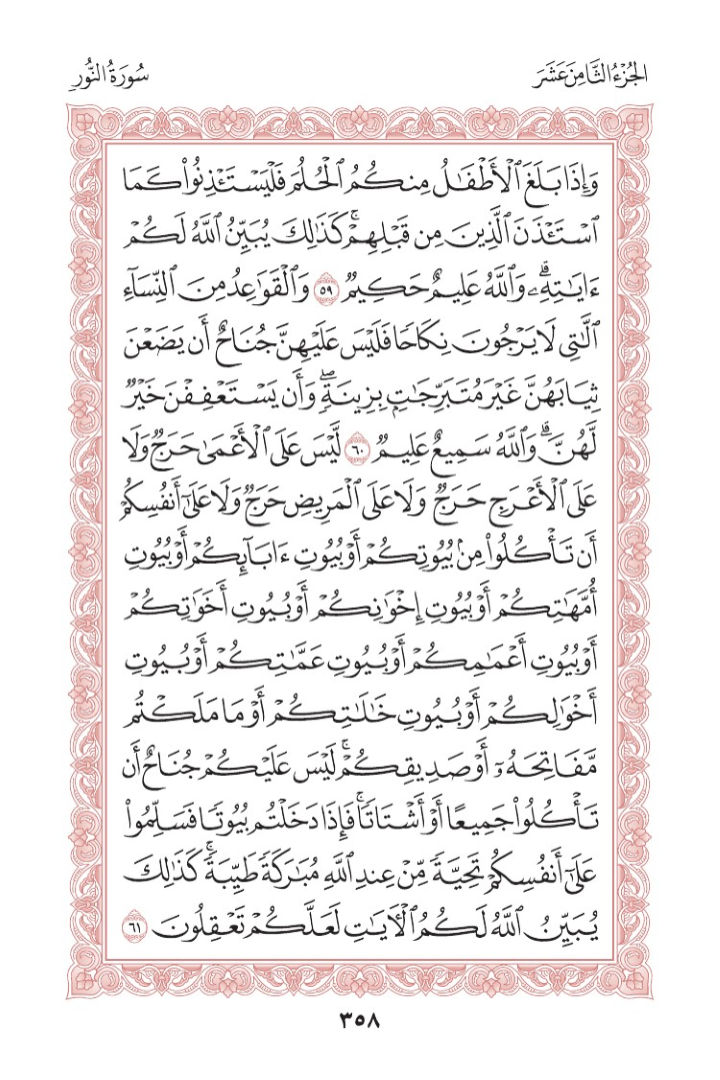 الجُزْءُ الثَّامِنَ عَشَرَ
سُورَةُ النُّورِ
وَإِذَا بَلَغَ ٱلْأَطْفَٰلُ مِنكُمُ ٱلْحُلُمَ فَلْيَسْتَـْٔذِنُوا۟ كَمَا
ٱسْتَـْٔذَنَ ٱلَّذِينَ مِن قَبْلِهِمْ ۚ كَذَٰلِكَ يُبَيِّنُ ٱللَّهُ لَكُمْ
ءَايَٰتِهِۦ ۗ وَٱللَّهُ عَلِيمٌ حَكِيمٌ ٥٩ وَٱلْقَوَٰعِدُ مِنَ ٱلنِّسَآءِ
ٱلَّٰتِى لَا يَرْجُونَ نِكَاحًا فَلَيْسَ عَلَيْهِنَّ جُنَاحٌ أَن يَضَعْنَ
ثِيَابَهُنَّ غَيْرَ مُتَبَرِّجَٰتٍۭ بِزِينَةٍ ۖ وَأَن يَسْتَعْفِفْنَ خَيْرٌ
لَّهُنَّ ۗ وَٱللَّهُ سَمِيعٌ عَلِيمٌ ٦٠ لَّيْسَ عَلَى ٱلْأَعْمَىٰ حَرَجٌ وَلَا
عَلَى ٱلْأَعْرَجِ حَرَجٌ وَلَا عَلَى ٱلْمَرِيضِ حَرَجٌ وَلَا عَلَىٰٓ أَنفُسِكُمْ
أَن تَأْكُلُوا۟ مِنۢ بُيُوتِكُمْ أَوْ بُيُوتِ ءَابَآئِكُمْ أَوْ بُيُوتِ
أُمَّهَٰتِكُمْ أَوْ بُيُوتِ إِخْوَٰنِكُمْ أَوْ بُيُوتِ أَخَوَٰتِكُمْ
أَوْ بُيُوتِ أَعْمَٰمِكُمْ أَوْ بُيُوتِ عَمَّٰتِكُمْ أَوْ بُيُوتِ
أَخْوَٰلِكُمْ أَوْ بُيُوتِ خَٰلَٰتِكُمْ أَوْ مَا مَلَكْتُم
مَّفَاتِحَهُۥٓ أَوْ صَدِيقِكُمْ ۚ لَيْسَ عَلَيْكُمْ جُنَاحٌ أَن
تَأْكُلُوا۟ جَمِيعًا أَوْ أَشْتَاتًا ۚ فَإِذَا دَخَلْتُم بُيُوتًا فَسَلِّمُوا۟
عَلَىٰٓ أَنفُسِكُمْ تَحِيَّةً مِّنْ عِندِ ٱللَّهِ مُبَٰرَكَةً طَيِّبَةً ۚ كَذَٰلِكَ
يُبَيِّنُ ٱللَّهُ لَكُمُ ٱلْـَٔايَٰتِ لَعَلَّكُمْ تَعْقِلُونَ ٦١
٣٥٨